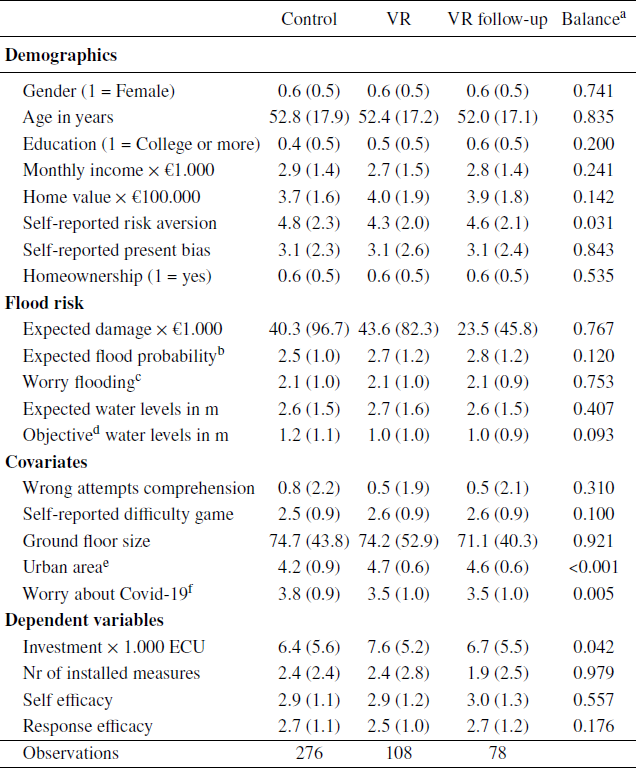 Control VR VR follow-up Balanceᵃ
Demographics
Gender (1 = Female) 0.6 (0.5) 0.6 (0.5) 0.6 (0.5) 0.741
Age in years 52.8 (17.9) 52.4 (17.2) 52.0 (17.1) 0.835
Education (1 = College or more) 0.4 (0.5) 0.5 (0.5) 0.6 (0.5) 0.200
Monthly income × €1.000 2.9 (1.4) 2.7 (1.5) 2.8 (1.4) 0.241
Home value × €100.000 3.7 (1.6) 4.0 (1.9) 3.9 (1.8) 0.142
Self-reported risk aversion 4.8 (2.3) 4.3 (2.0) 4.6 (2.1) 0.031
Self-reported present bias 3.1 (2.3) 3.1 (2.6) 3.1 (2.4) 0.843
Homeownership (1 = yes) 0.6 (0.5) 0.6 (0.5) 0.6 (0.5) 0.535
Flood risk
Expected damage × €1.000 40.3 (96.7) 43.6 (82.3) 23.5 (45.8) 0.767
Expected flood probabilityᵇ 2.5 (1.0) 2.7 (1.2) 2.8 (1.2) 0.120
Worry floodingᶜ 2.1 (1.0) 2.1 (1.0) 2.1 (0.9) 0.753
Expected water levels in m 2.6 (1.5) 2.7 (1.6) 2.6 (1.5) 0.407
Objectiveᵈ water levels in m 1.2 (1.1) 1.0 (1.0) 1.0 (0.9) 0.093
Covariates
Wrong attempts comprehension 0.8 (2.2) 0.5 (1.9) 0.5 (2.1) 0.310
Self-reported difficulty game 2.5 (0.9) 2.6 (0.9) 2.6 (0.9) 0.100
Ground floor size 74.7 (43.8) 74.2 (52.9) 71.1 (40.3) 0.921
Urban areaᵉ 4.2 (0.9) 4.7 (0.6) 4.6 (0.6) <0.001
Worry about Covid-19ᶠ 3.8 (0.9) 3.5 (1.0) 3.5 (1.0) 0.005
Dependent variables
Investment × 1.000 ECU 6.4 (5.6) 7.6 (5.2) 6.7 (5.5) 0.042
Nr of installed measures 2.4 (2.4) 2.4 (2.8) 1.9 (2.5) 0.979
Self efficacy 2.9 (1.1) 2.9 (1.2) 3.0 (1.3) 0.557
Response efficacy 2.7 (1.1) 2.5 (1.0) 2.7 (1.2) 0.176
Observations 276 108 78